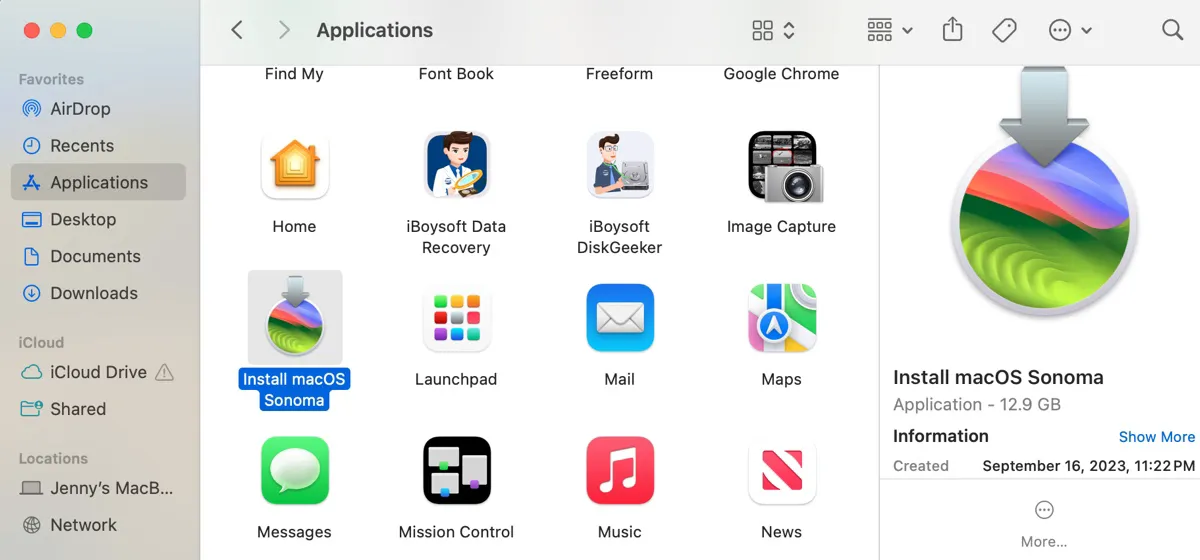 Applications
Favorites
AirDrop
Recents
Applications
Desktop
Documents
Downloads
iCloud
iCloud Drive
Shared
Locations
Jenny’s MacB...
Network
Find My
Font Book
Freeform
Google Chrome
Home
iBoysoft Data
Recovery
iBoysoft
DiskGeeker
Image Capture
Install macOS
Sonoma
Launchpad
Mail
Maps
Messages
Mission Control
Music
News
Install macOS Sonoma
Application - 12.9 GB
Information Show More
Created September 16, 2023, 11:22 PM
More...